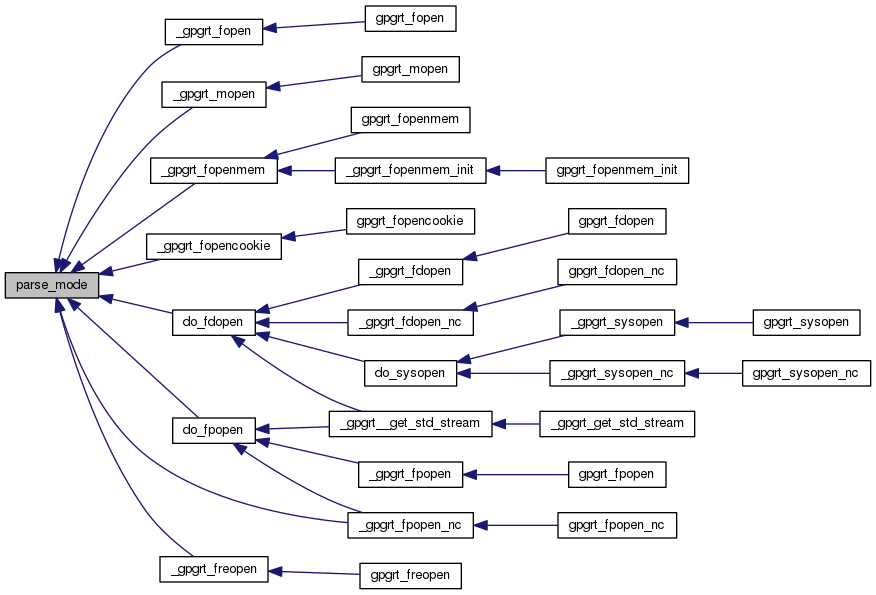 gpgrt_fopen
_gpgrt_fopen
gpgrt_mopen
_gpgrt_mopen
gpgrt_fopenmem
_gpgrt_fopenmem
_gpgrt_fopenmem_init
gpgrt_fopenmem_init
gpgrt_fopencookie
gpgrt_fdopen
_gpgrt_fopencookie
_gpgrt_fdopen
gpgrt_fdopen_nc
parse_mode
do_fdopen
_gpgrt_fdopen_nc
_gpgrt_sysopen
gpgrt_sysopen
do_sysopen
_gpgrt_sysopen_nc
gpgrt_sysopen_nc
do_fpopen
_gpgrt__get_std_stream
_gpgrt_get_std_stream
_gpgrt_fpopen
gpgrt_fpopen
_gpgrt_fpopen_nc
gpgrt_fpopen_nc
_gpgrt_freopen
gpgrt_freopen